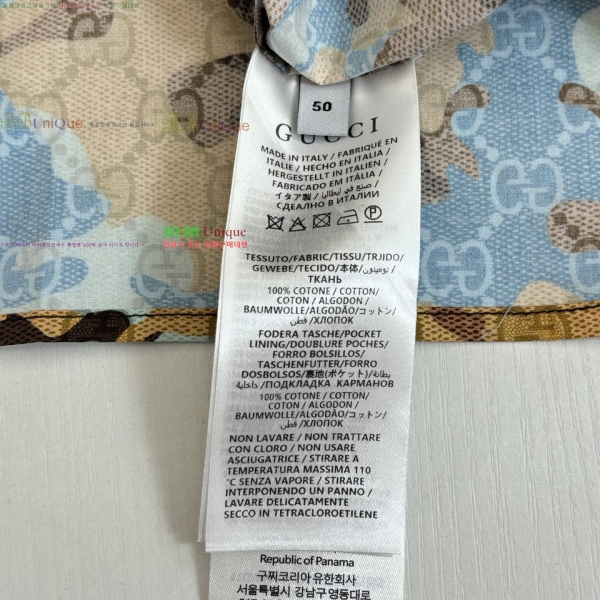 UniQue.
50
GUCCI
MADE IN ITALY / FABRIQUÉ EN
ITALIE / HECHO EN ITALIA /
HERGESTELLT IN ITALIEN /
FABRICADO EM ITÁLIA /
イタリア製 / صنع في ايطاليا /
СДЕЛАНО В ИТАЛИИ
Unique
TESSUTO/FABRIC/TISSU/TRJIDO/
GEWEBE/TECIDO/本体/
ТКАНЬ
100% COTONE / COTTON/
COTON / ALGODON /
BAUMWOLLE/ALGODÃO/コットン/
قطن /ХЛОПОК
FODERA TASCHE/POCKET
LINING/DOUBLURE POCHES/
FORRO BOLSILLOS/
TASCHENFUTTER/FORRO
DOSBOLSOS/裏地(ポケット)/بطانة
داخلية/ПОДКЛАДКА КАРМАНОВ
100% COTONE / COTTON/
COTON / ALGODON /
BAUMWOLLE/ALGODÃO/コットン/
قطن /ХЛОПОК
NON LAVARE / NON TRATTARE
CON CLORO / NON USARE
ASCIUGATRICE / STIRARE A
TEMPERATURA MASSIMA 110
°C SENZA VAPORE / STIRARE
INTERPONENDO UN PANNO /
LAVARE DELICATAMENTE
SECCO IN TETRACLOROETILENE
Republic of Panama
구찌코리아 유한회사
서울특별시 강남구 영동대로